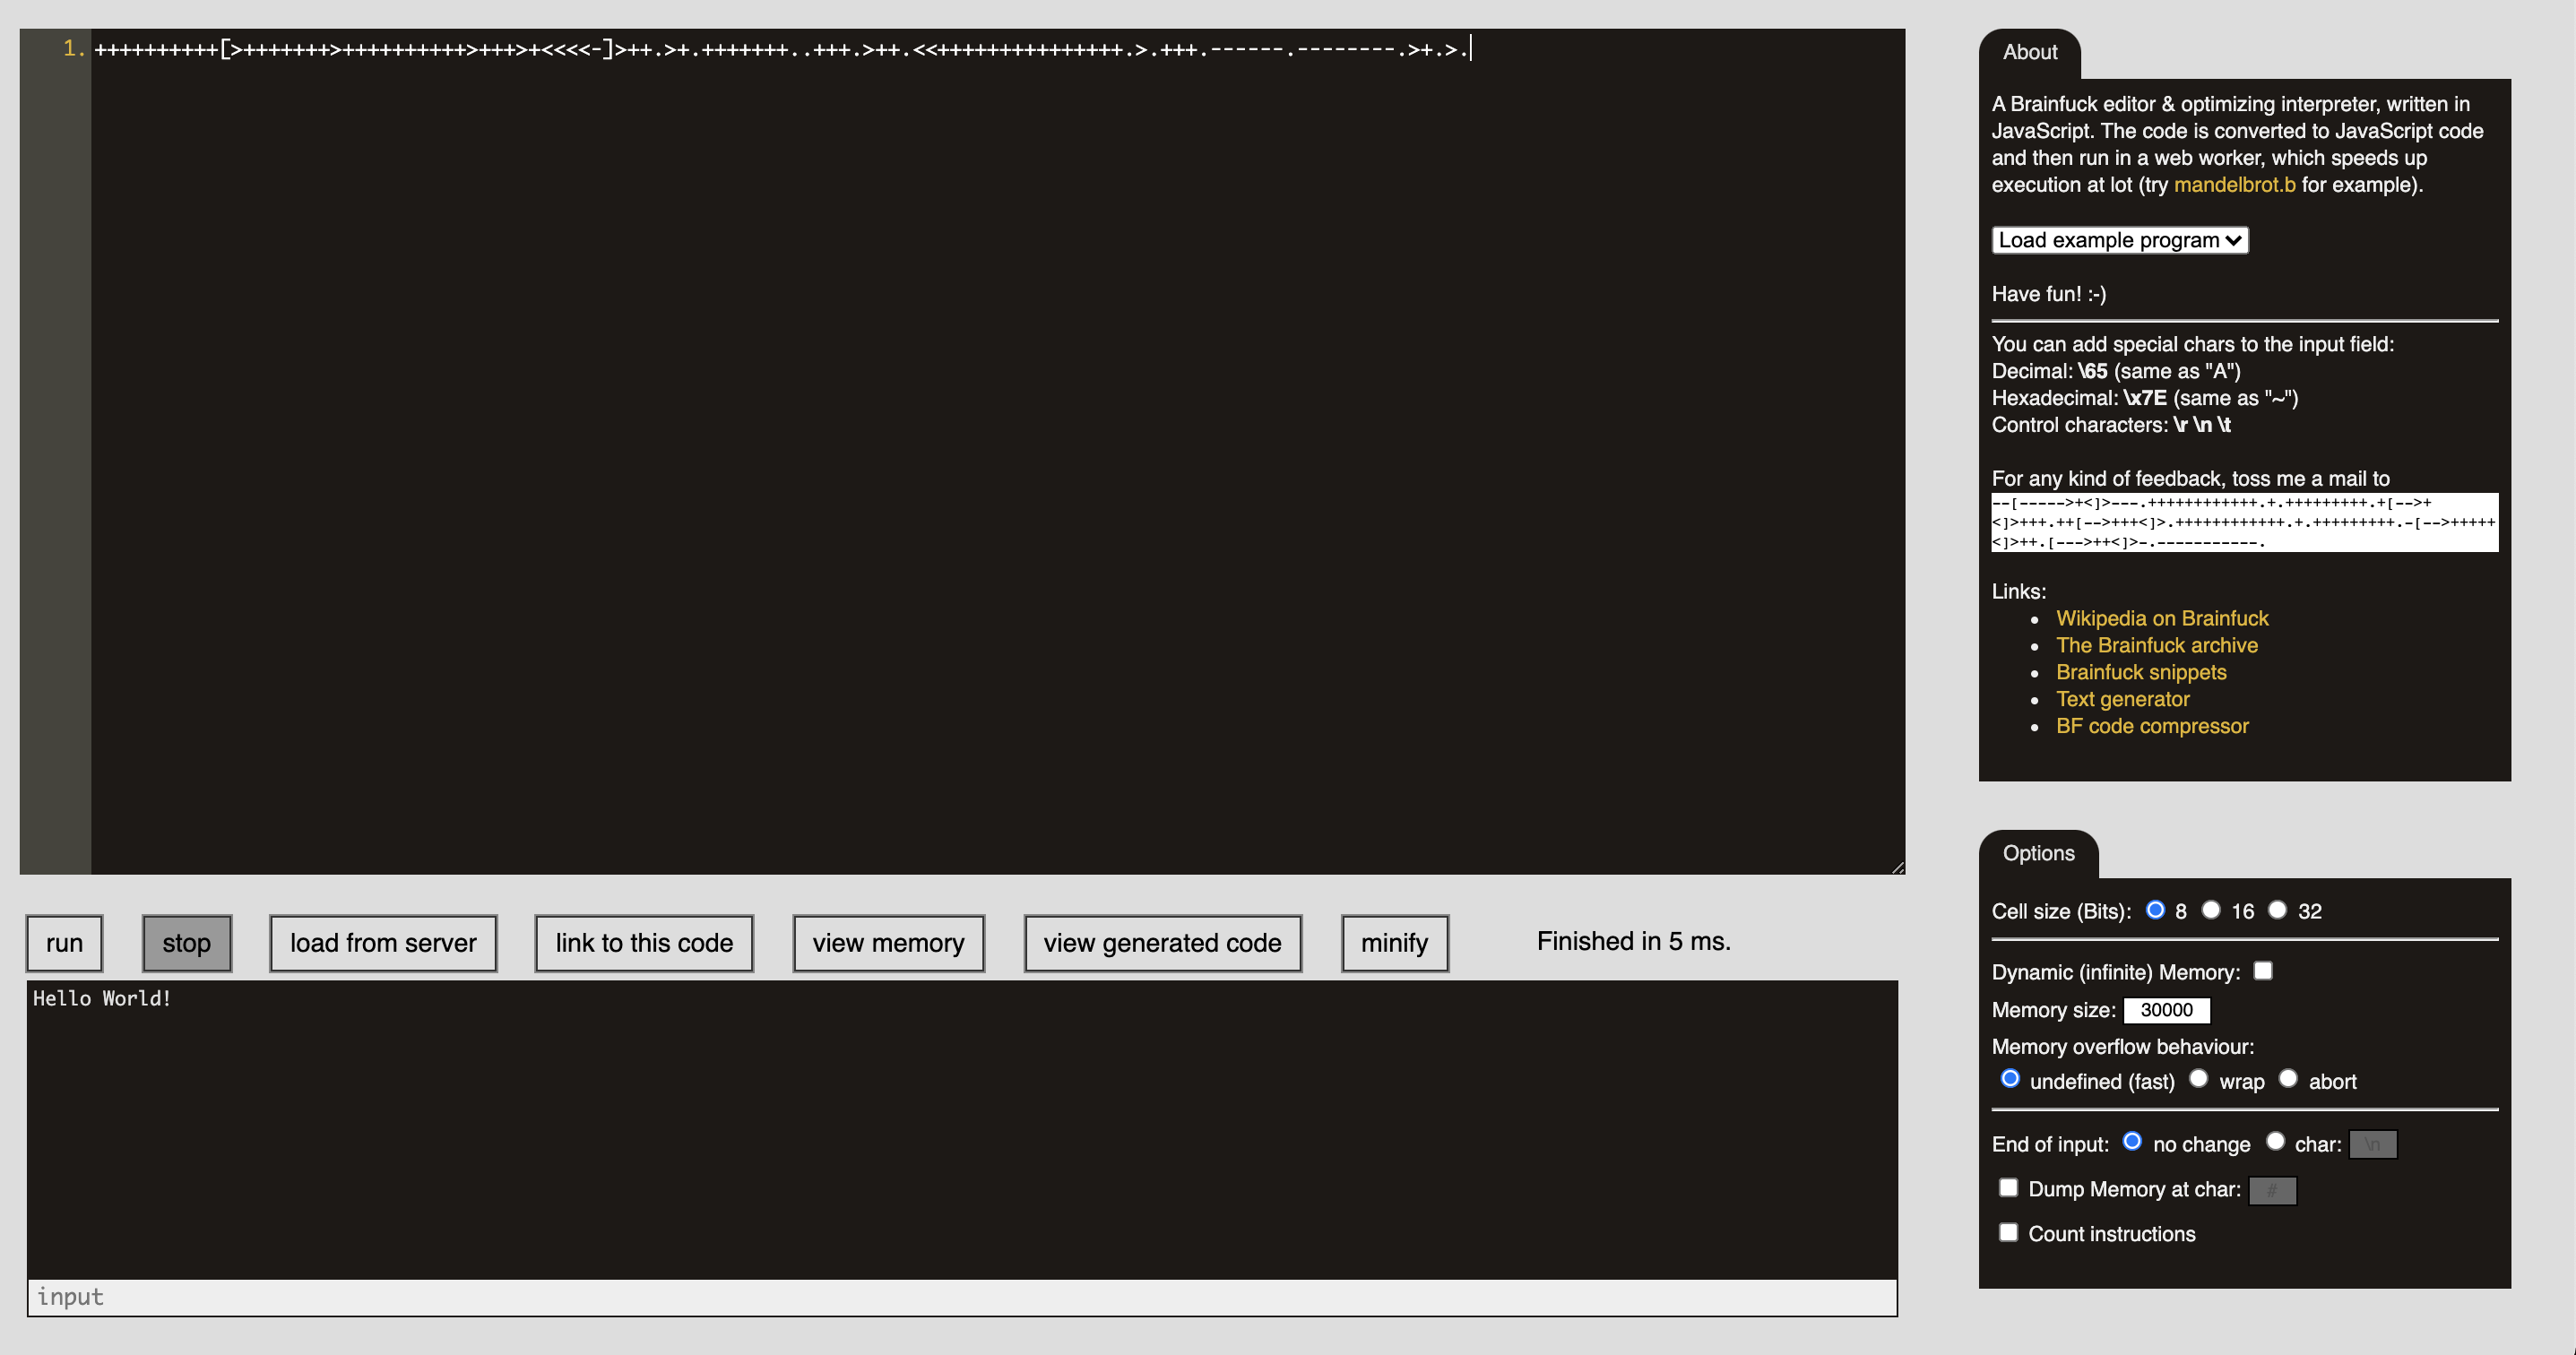 1. ++++++++++[>+++++++>++++++++++>+++>+<<<<-]>++.>+.+++++++..+++.>++.<<+++++++++++++++.>.+++.------.--------.>+.>.
run
stop
load from server
link to this code
view memory
view generated code
minify
Finished in 5 ms.
Hello World!
input
About
A Brainfuck editor & optimizing interpreter, written in
JavaScript. The code is converted to JavaScript code
and then run in a web worker, which speeds up
execution at lot (try mandelbrot.b for example).
Load example program
Have fun! :-)
You can add special chars to the input field:
Decimal: \65 (same as "A")
Hexadecimal: \x7E (same as "~")
Control characters: \r \n \t
For any kind of feedback, toss me a mail to
--[----->+<]>---.++++++++++++.+.+++++++++.+[-->+
<]>+++.++[-->+++<]>.++++++++++++.+.+++++++++.-[-->+++++
<]>++.[--->++<]>-.-----------.
Links:
• Wikipedia on Brainfuck
• The Brainfuck archive
• Brainfuck snippets
• Text generator
• BF code compressor
Options
Cell size (Bits): 8 16 32
Dynamic (infinite) Memory:
Memory size: 30000
Memory overflow behaviour:
undefined (fast) wrap abort
End of input: no change char: \n
Dump Memory at char: #
Count instructions